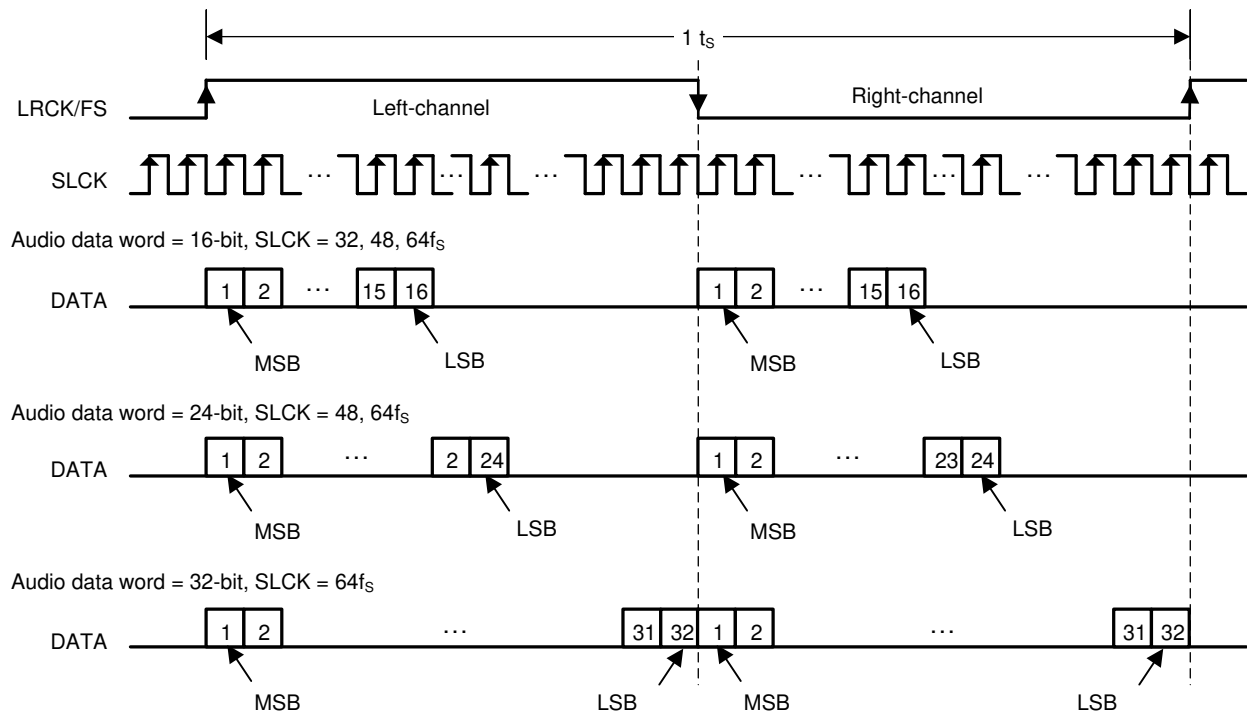 1 tS
LRCK/FS Left-channel Right-channel
SLCK ... ... ... ... ... ...
Audio data word = 16-bit, SLCK = 32, 48, 64fS
DATA 1 2 ... 15 16 1 2 ... 15 16
MSB LSB MSB LSB
Audio data word = 24-bit, SLCK = 48, 64fS
DATA 1 2 ... 2 24 1 2 ... 23 24
MSB LSB MSB LSB
Audio data word = 32-bit, SLCK = 64fS
DATA 1 2 ... 31 32 1 2 ... 31 32
MSB LSB MSB LSB